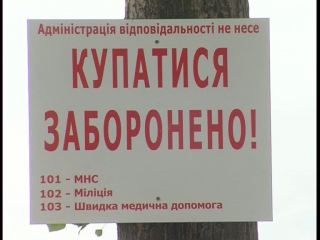 Адміністрація відповідальності не несе
КУПАТИСЯ
ЗАБОРОНЕНО!
101 - МНС
102 - Міліція
103 - Швидка медична допомога